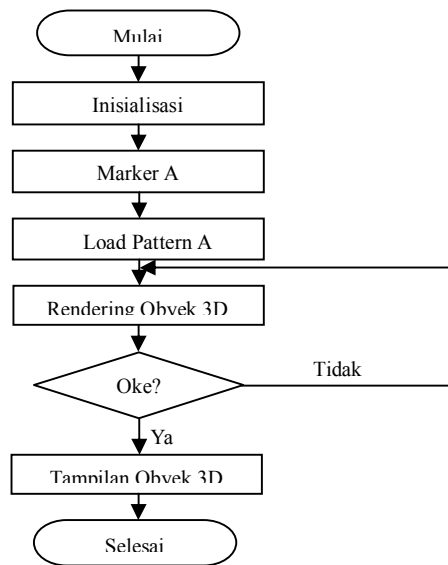 Mulai
Inisialisasi
Marker A
Load Pattern A
Rendering Obyek 3D
Oke?
Tidak
Ya
Tampilan Obyek 3D
Selesai